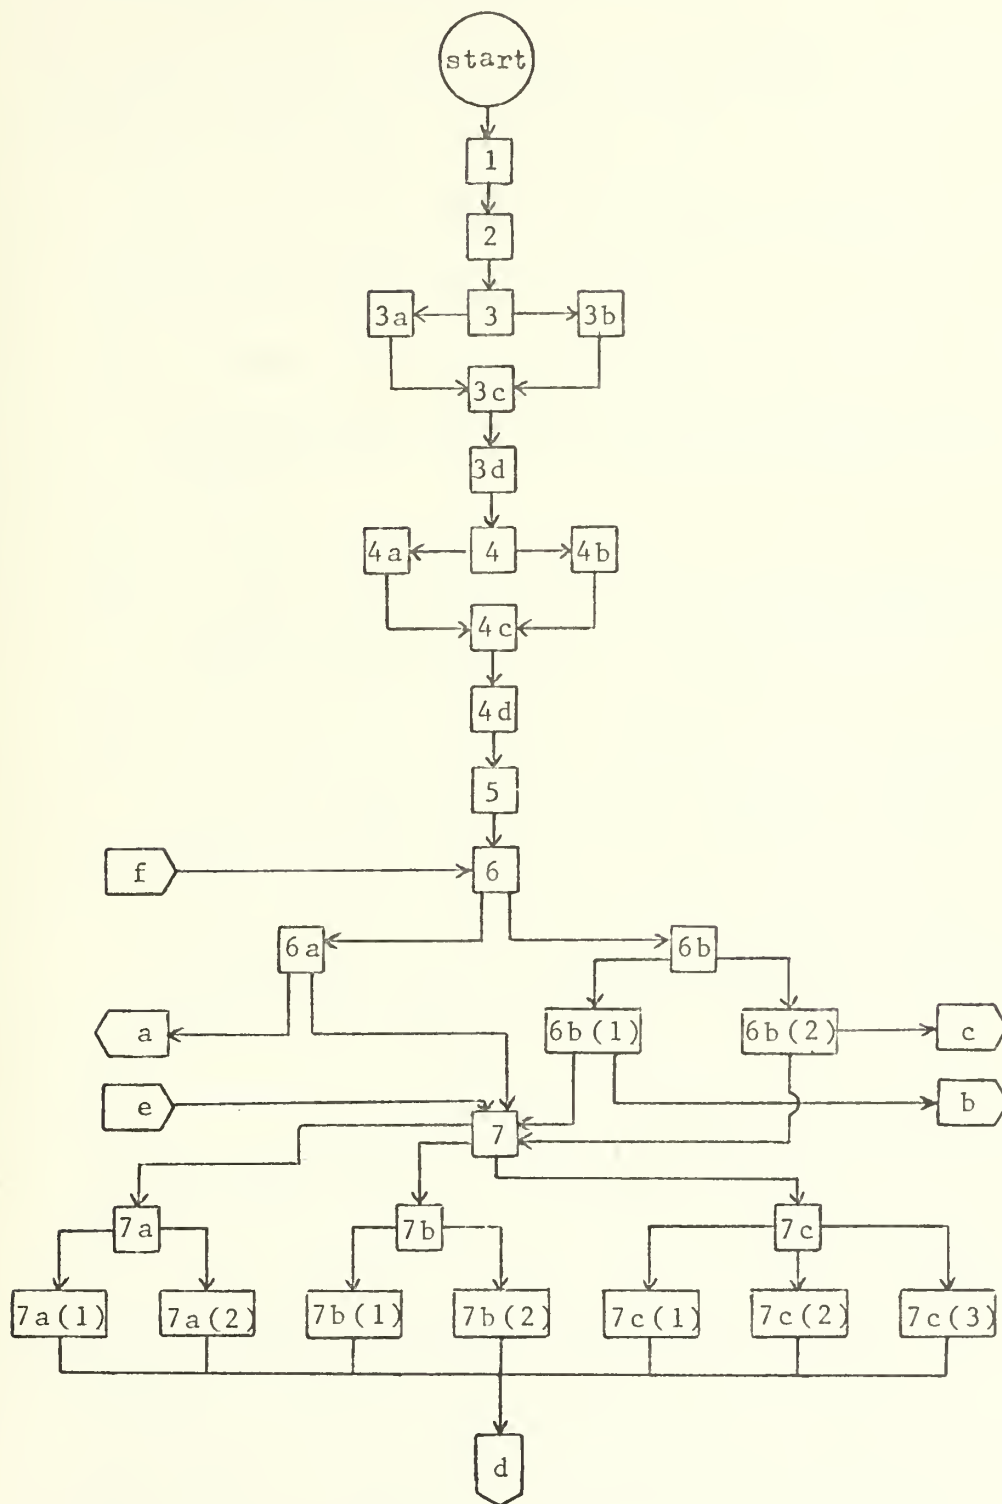 start
1
2
3a 3 3b
3c
3d
4a 4 4b
4c
4d
5
f 6
6a 6b
a 6b(1) 6b(2) c
e b
7
7a 7b 7c
7a(1) 7a(2) 7b(1) 7b(2) 7c(1) 7c(2) 7c(3)
d